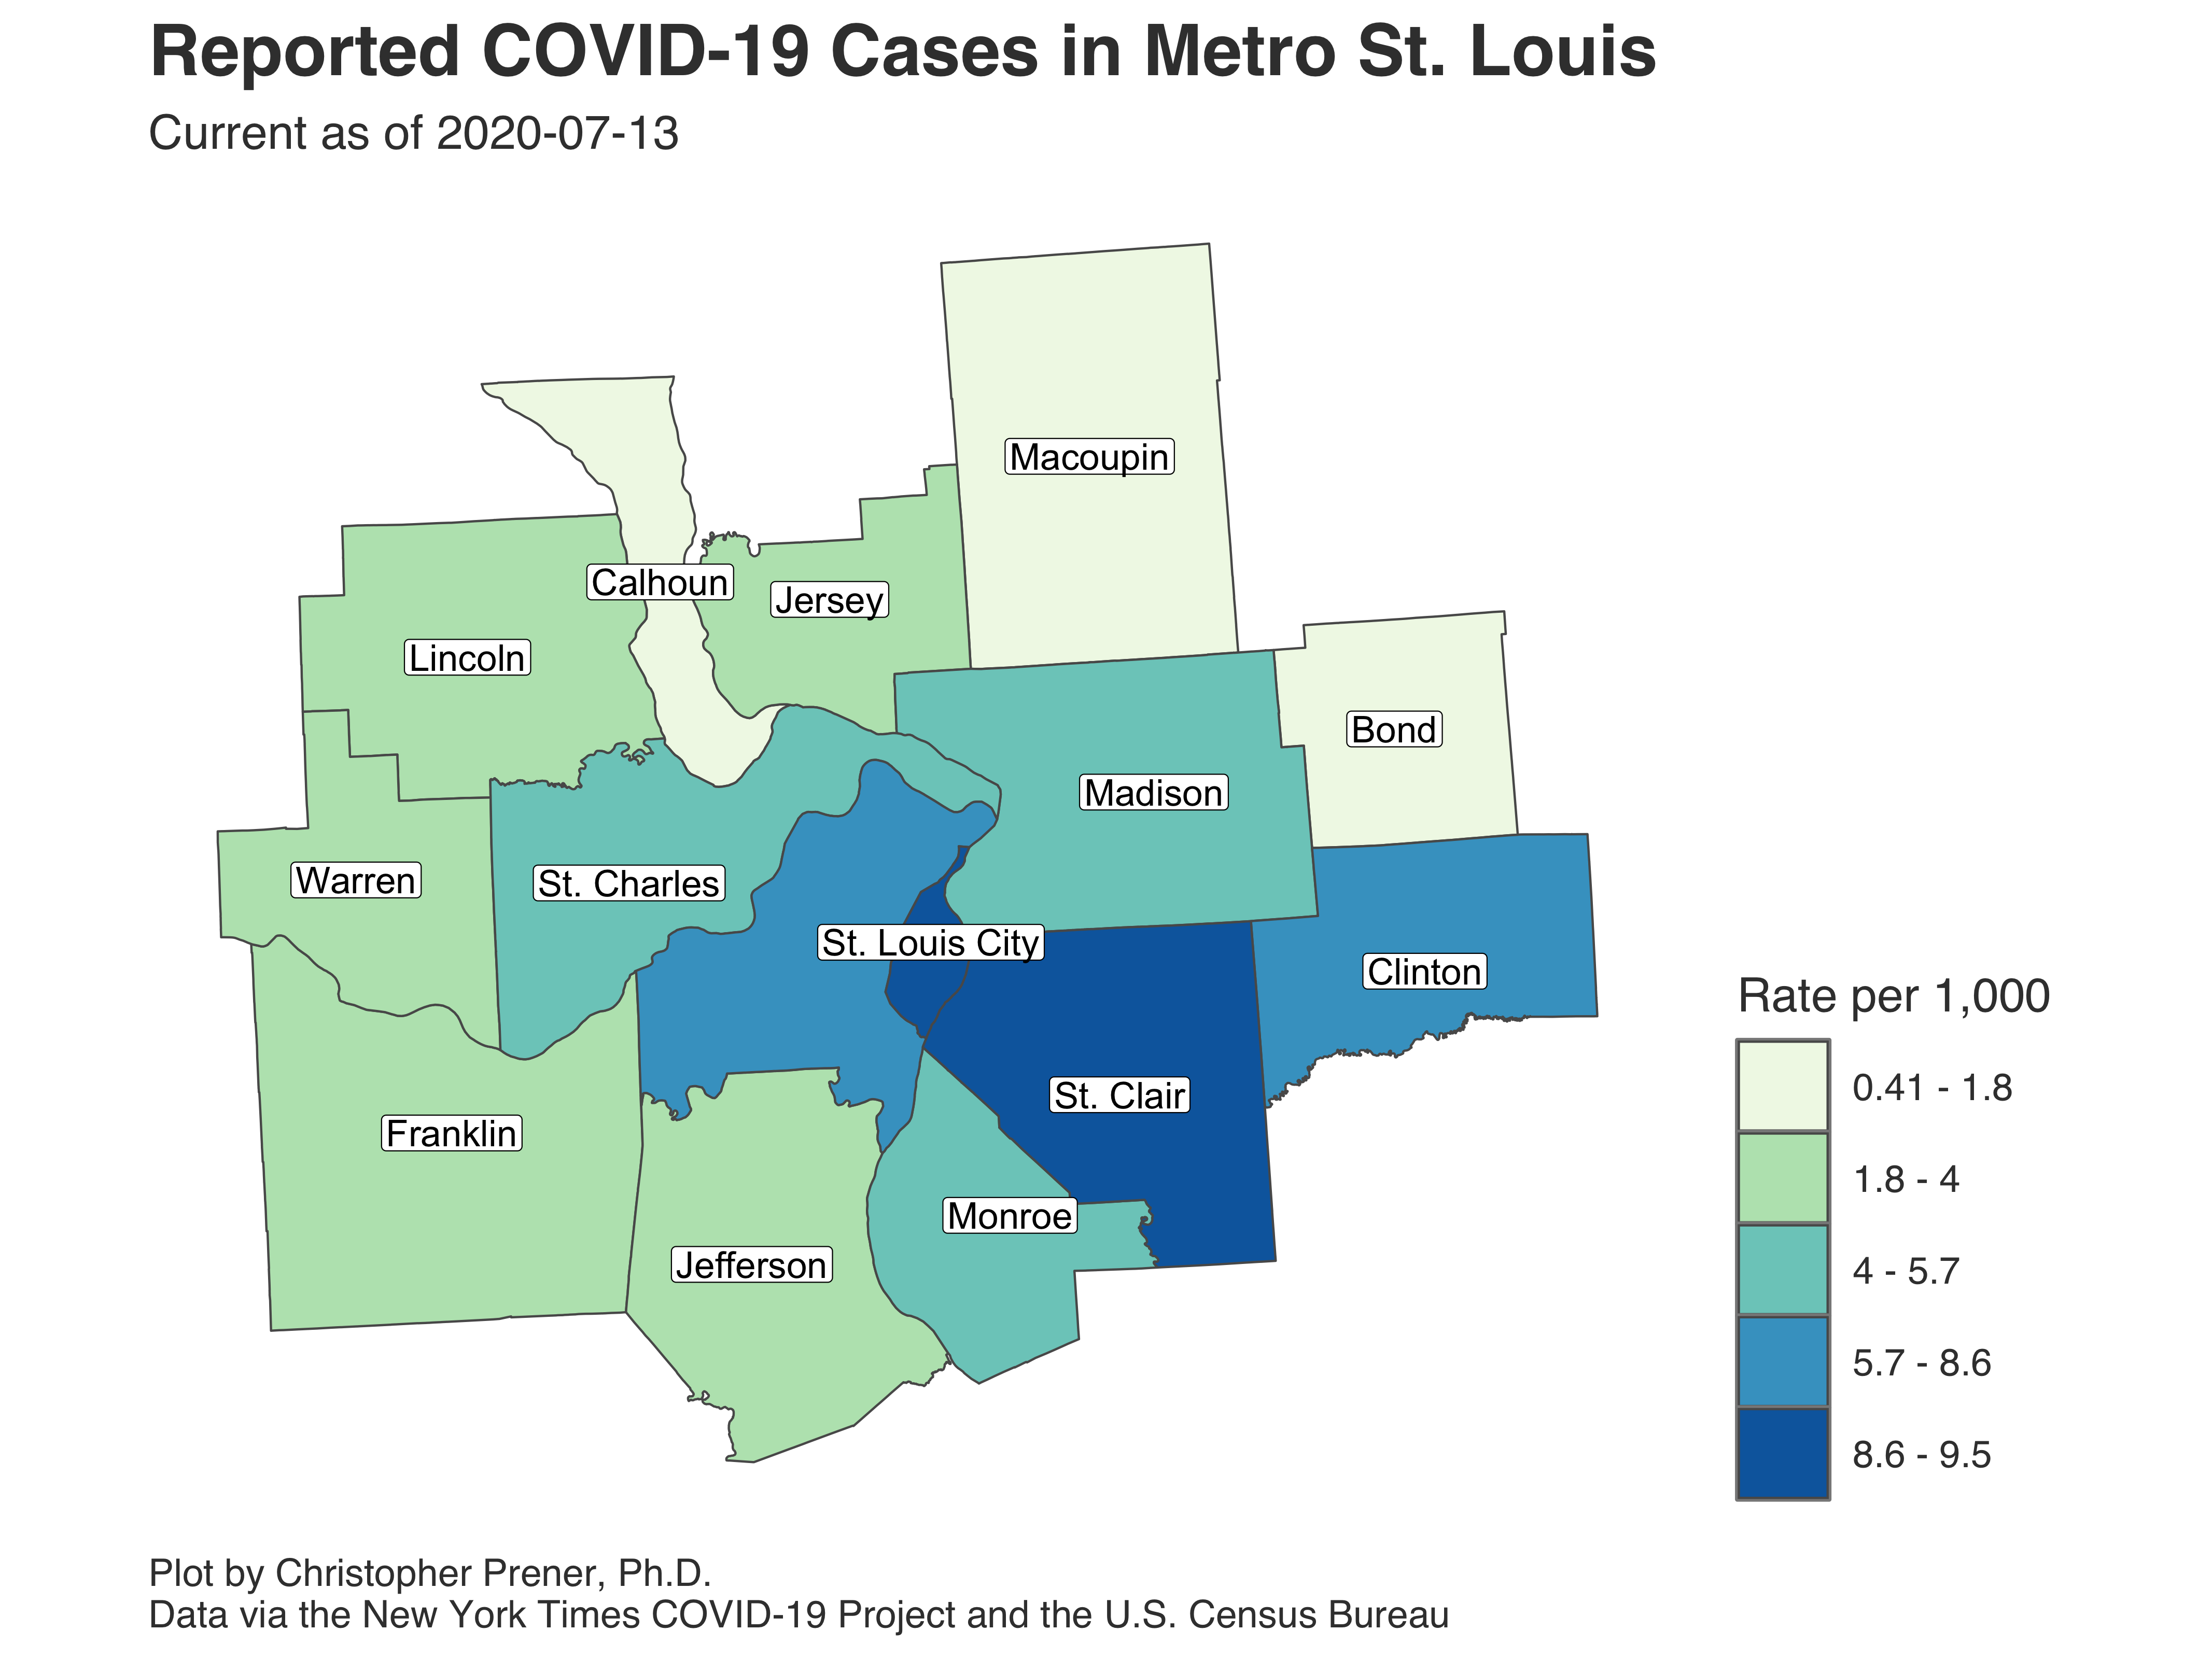 Reported COVID-19 Cases in Metro St. Louis
Current as of 2020-07-13
Macoupin
Calhoun
Jersey
Lincoln
Bond
Madison
Warren
St. Charles
St. Louis City
Clinton
St. Clair
Franklin
Monroe
Jefferson
Rate per 1,000
0.41 - 1.8
1.8 - 4
4 - 5.7
5.7 - 8.6
8.6 - 9.5
Plot by Christopher Prener, Ph.D.
Data via the New York Times COVID-19 Project and the U.S. Census Bureau